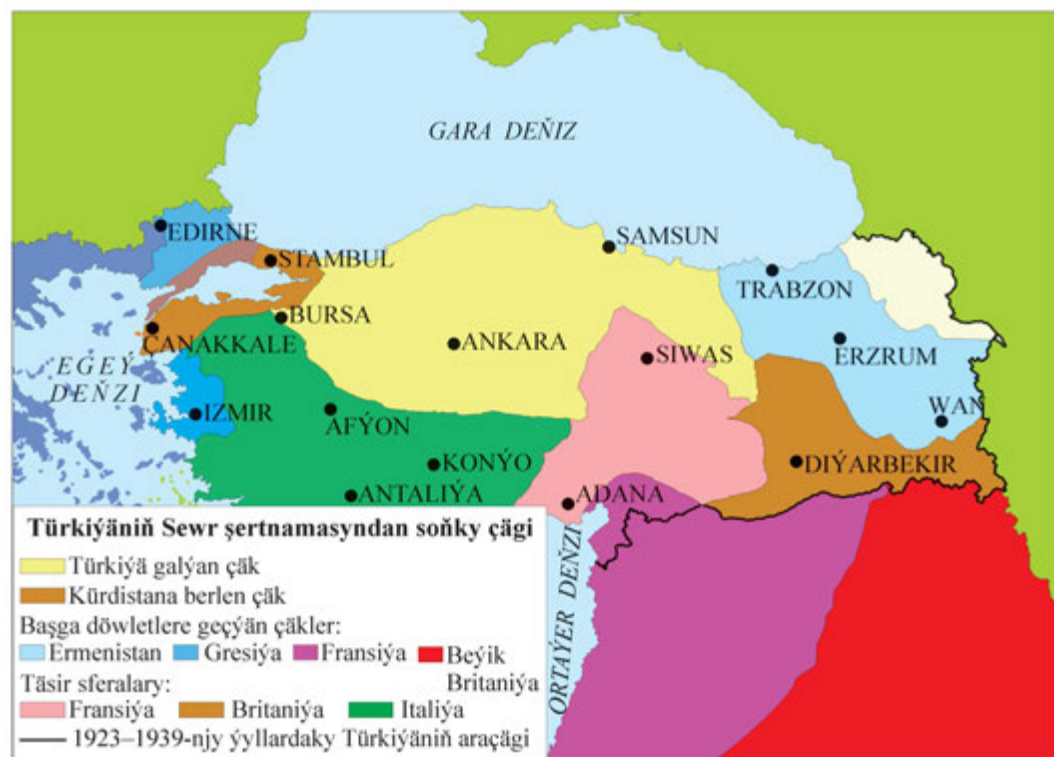 GARA DEŇIZ
EDIRNE
STAMBUL
SAMSUN
TRABZON
BURSA
ÇANAKKALE
ANKARA
SIWAS
ERZRUM
EGEÝ
DEŇZI
IZMIR
AFÝON
WAN
KONÝO
DIÝARBEKIR
ANTALIÝA
ADANA
ORTAÝER DEŇZI
Türkiýäniň Sewr şertnamasyndan soňky çägi
Türkiýä galýan çäk
Kürdistana berlen çäk
Başga döwletlere geçýän çäkler:
Ermenistan Gresiýa Fransiýa Beýik
Britaniýa
Täsir sferalary:
Fransiýa Britaniýa Italiýa
1923–1939-njy ýyllardaky Türkiýäniň araçägi